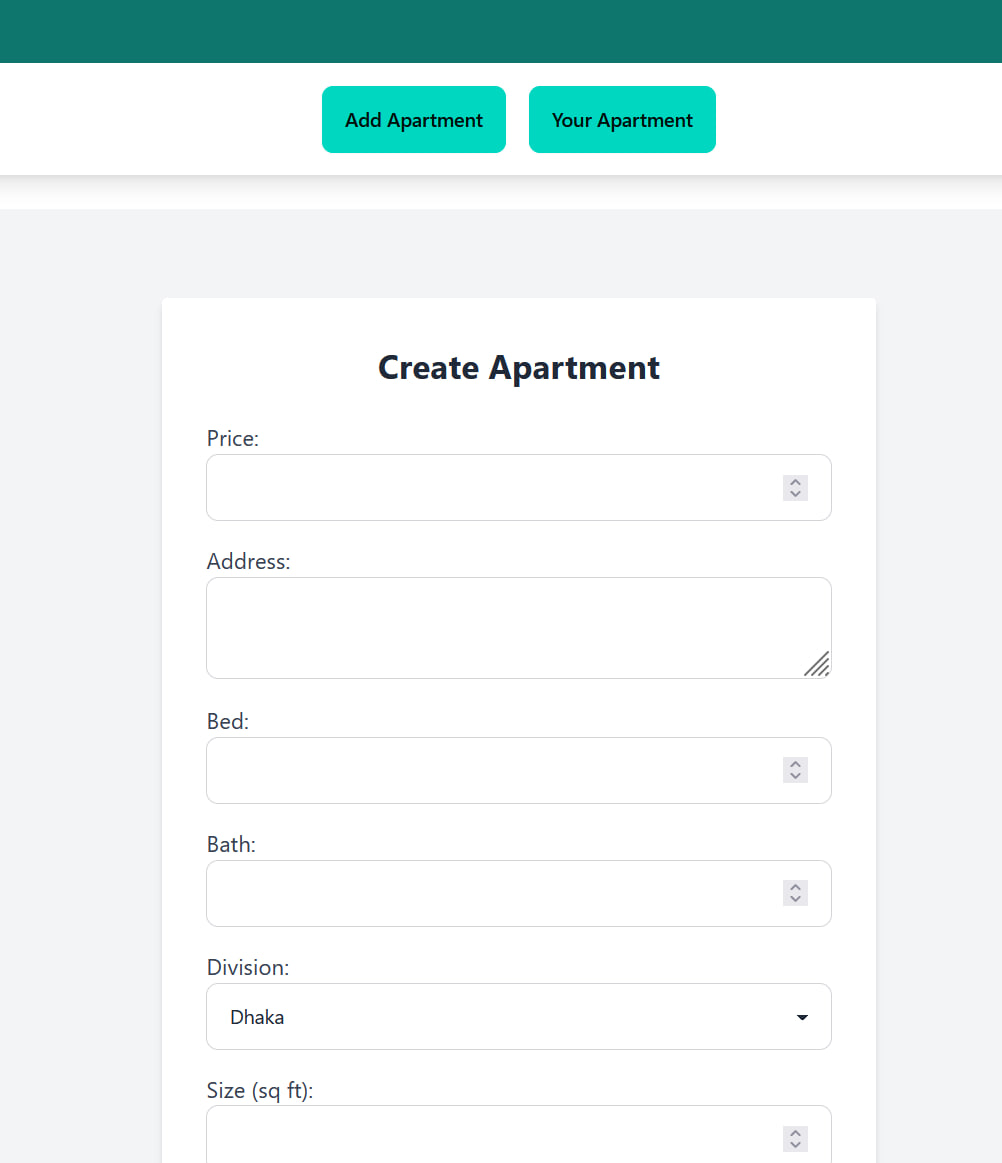 Add Apartment Your Apartment
Create Apartment
Price:
Address:
Bed:
Bath:
Division:
Dhaka
Size (sq ft):